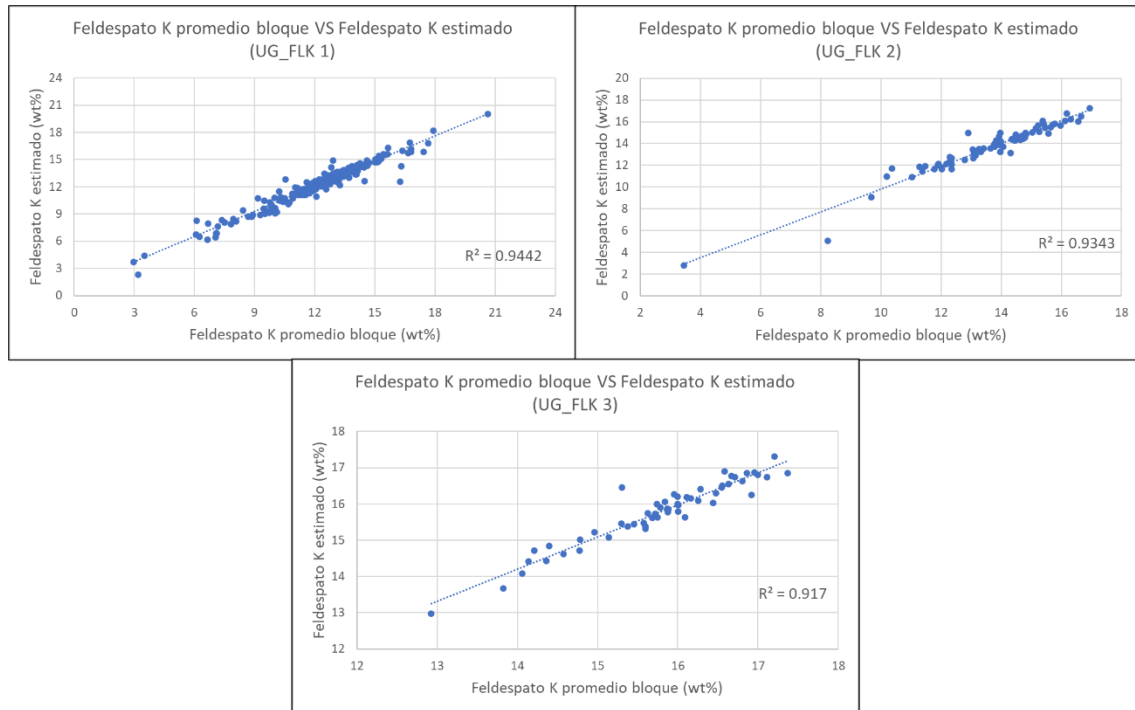 Feldespato K promedio bloque VS Feldespato K estimado
(UG_FLK 1)
Feldespato K estimado (wt%)
24
21
18
15
12
9
6
3
0
R² = 0.9442
0 3 6 9 12 15 18 21 24
Feldespato K promedio bloque (wt%)
Feldespato K promedio bloque VS Feldespato K estimado
(UG_FLK 2)
Feldespato K estimado (wt%)
20
18
16
14
12
10
8
6
4
2
0
R² = 0.9343
2 4 6 8 10 12 14 16 18
Feldespato K promedio bloque (wt%)
Feldespato K promedio bloque VS Feldespato K estimado
(UG_FLK 3)
Feldespato K estimado (wt%)
18
17
16
15
14
13
12
R² = 0.917
12 13 14 15 16 17 18
Feldespato K promedio bloque (wt%)